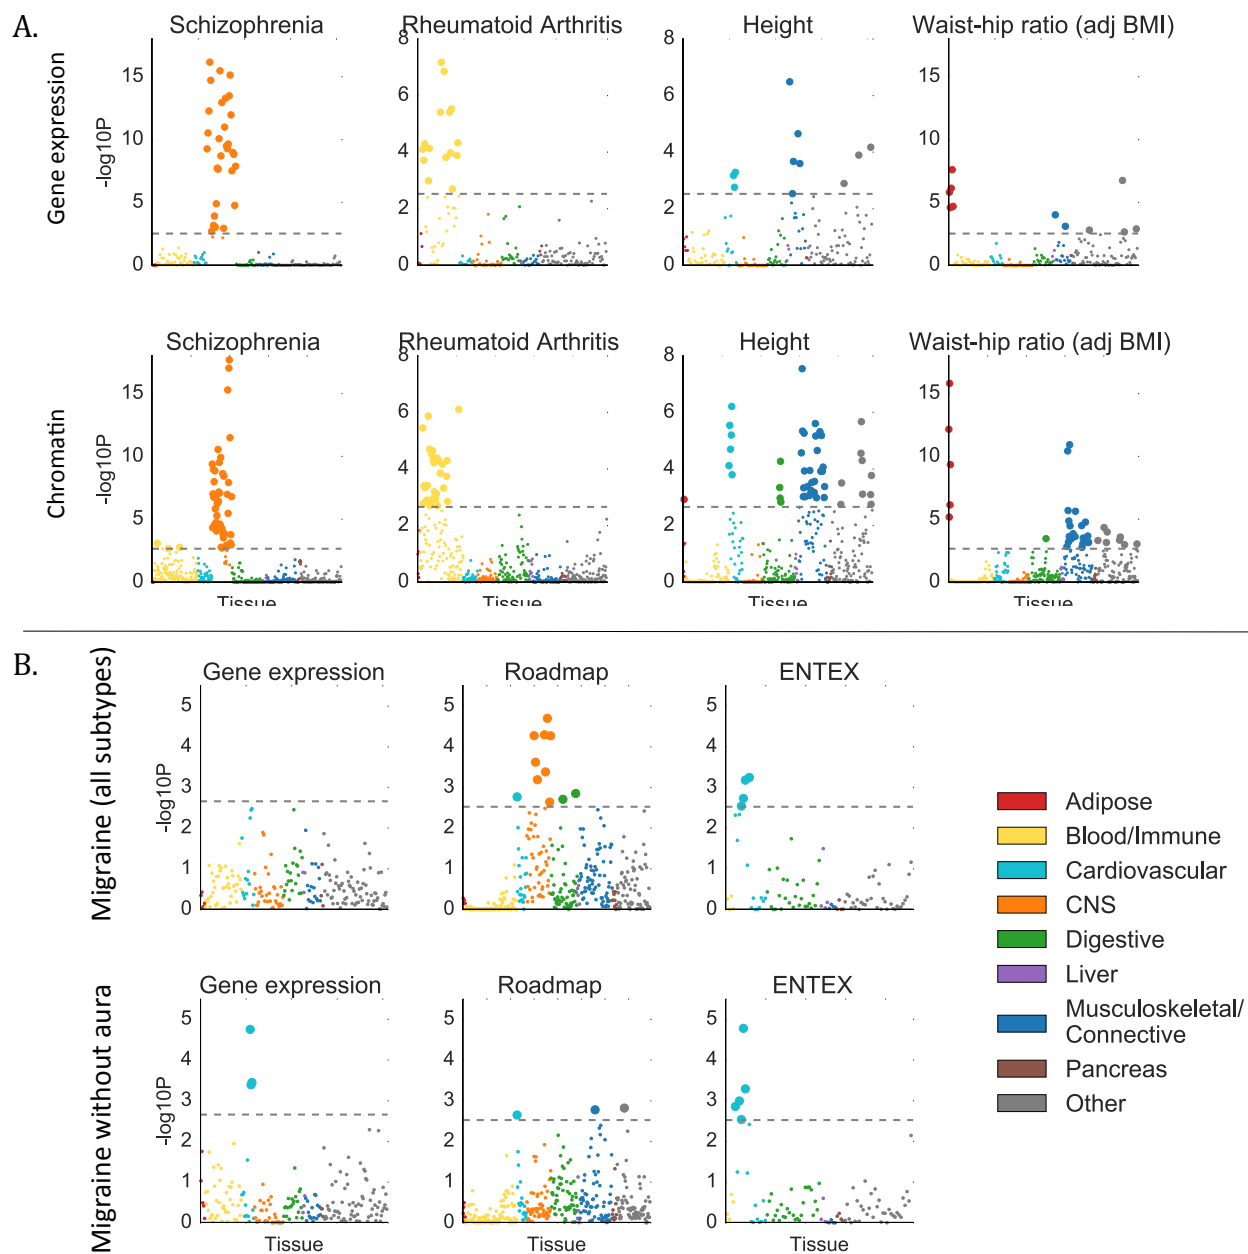 A.
Schizophrenia
Rheumatoid Arthritis
Height
Waist-hip ratio (adj BMI)
Gene expression
-log10P
15
10
5
0
8
6
4
2
0
8
6
4
2
0
15
10
5
0
Schizophrenia
Rheumatoid Arthritis
Height
Waist-hip ratio (adj BMI)
Chromatin
-log10P
15
10
5
0
8
6
4
2
0
8
6
4
2
0
15
10
5
0
Tissue
Tissue
Tissue
Tissue
B.
Gene expression
Roadmap
ENTEX
Migraine (all subtypes)
-log10P
5
4
3
2
1
0
5
4
3
2
1
0
5
4
3
2
1
0
Gene expression
Roadmap
ENTEX
Migraine without aura
-log10P
5
4
3
2
1
0
5
4
3
2
1
0
5
4
3
2
1
0
Tissue
Tissue
Tissue
Adipose
Blood/Immune
Cardiovascular
CNS
Digestive
Liver
Musculoskeletal/
Connective
Pancreas
Other